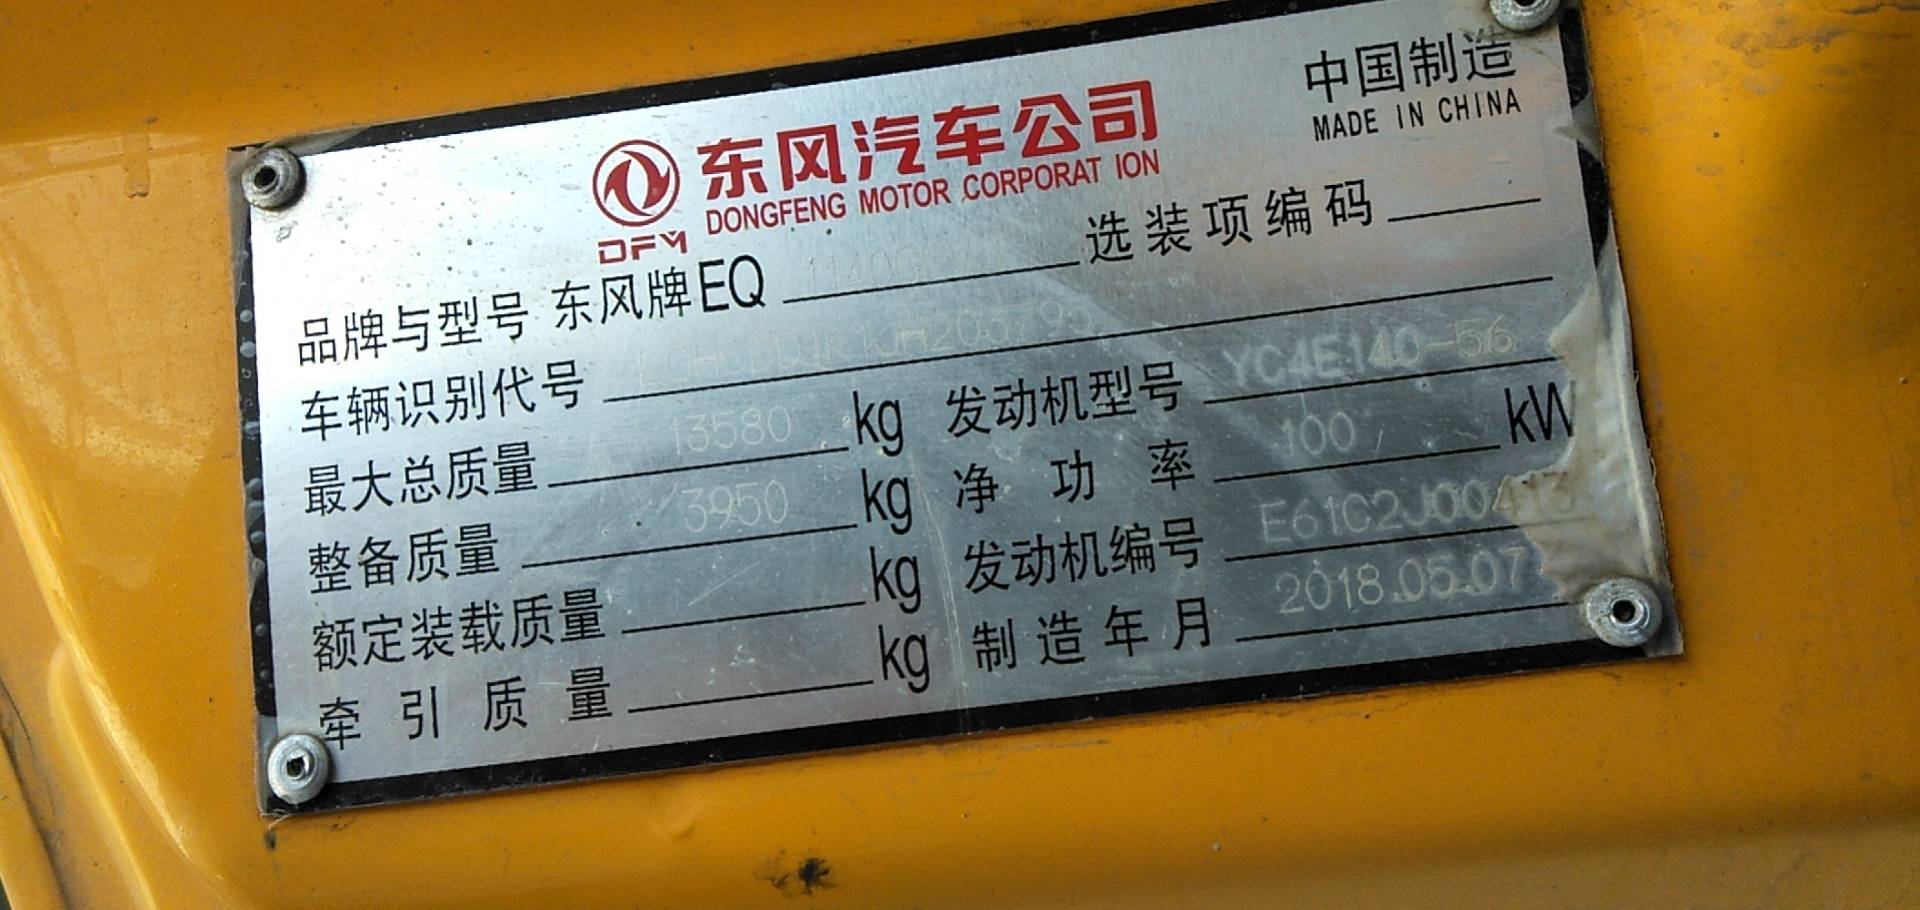 中国制造
MADE IN CHINA
东风汽车公司
DONGFENG MOTOR CORPORAT ION
DFM
品牌与型号 东风牌EQ 选装项编码
车辆识别代号
最大总质量 13580 kg 发动机型号 YC4E140-56
整备质量 3950 kg 净功率 100 kW
额定装载质量 kg 发动机编号
牵引质量 kg 制造年月 2018.05.07